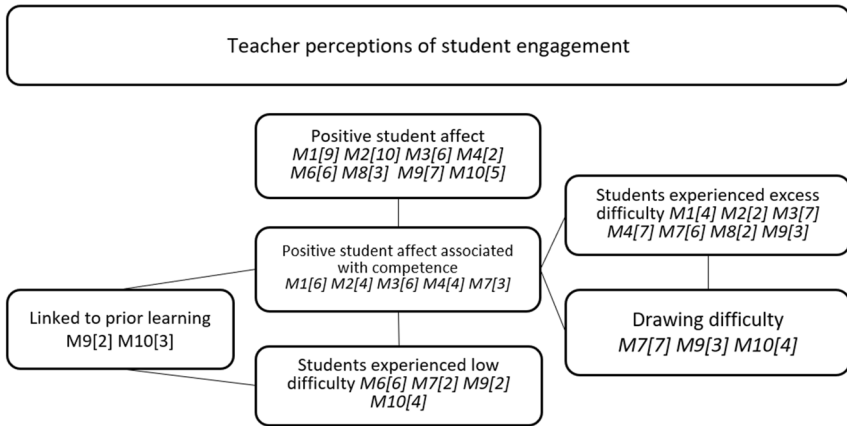 Teacher perceptions of student engagement
Positive student affect
M1[9] M2[10] M3[6] M4[2]
M6[6] M8[3] M9[7] M10[5]
Students experienced excess
difficulty M1[4] M2[2] M3[7]
M4[7] M7[6] M8[2] M9[3]
Positive student affect associated
with competence
M1[6] M2[4] M3[6] M4[4] M7[3]
Linked to prior learning
M9[2] M10[3]
Drawing difficulty
M7[7] M9[3] M10[4]
Students experienced low
difficulty M6[6] M7[2] M9[2]
M10[4]